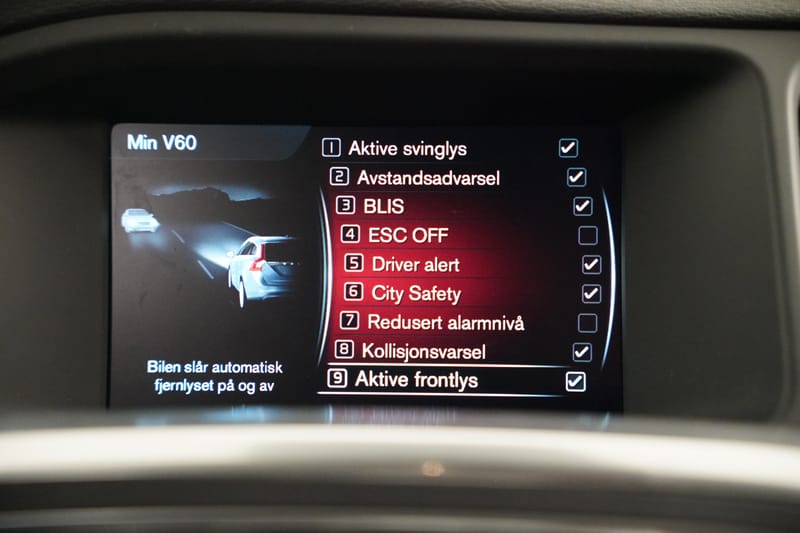 Min V60
1 Aktive svinglys
2 Avstandsadvarsel
3 BLIS
4 ESC OFF
5 Driver alert
6 City Safety
7 Redusert alarmnivå
8 Kollisjonsvarsel
9 Aktive frontlys
Bilen slår automatisk
fjernlyset på og av